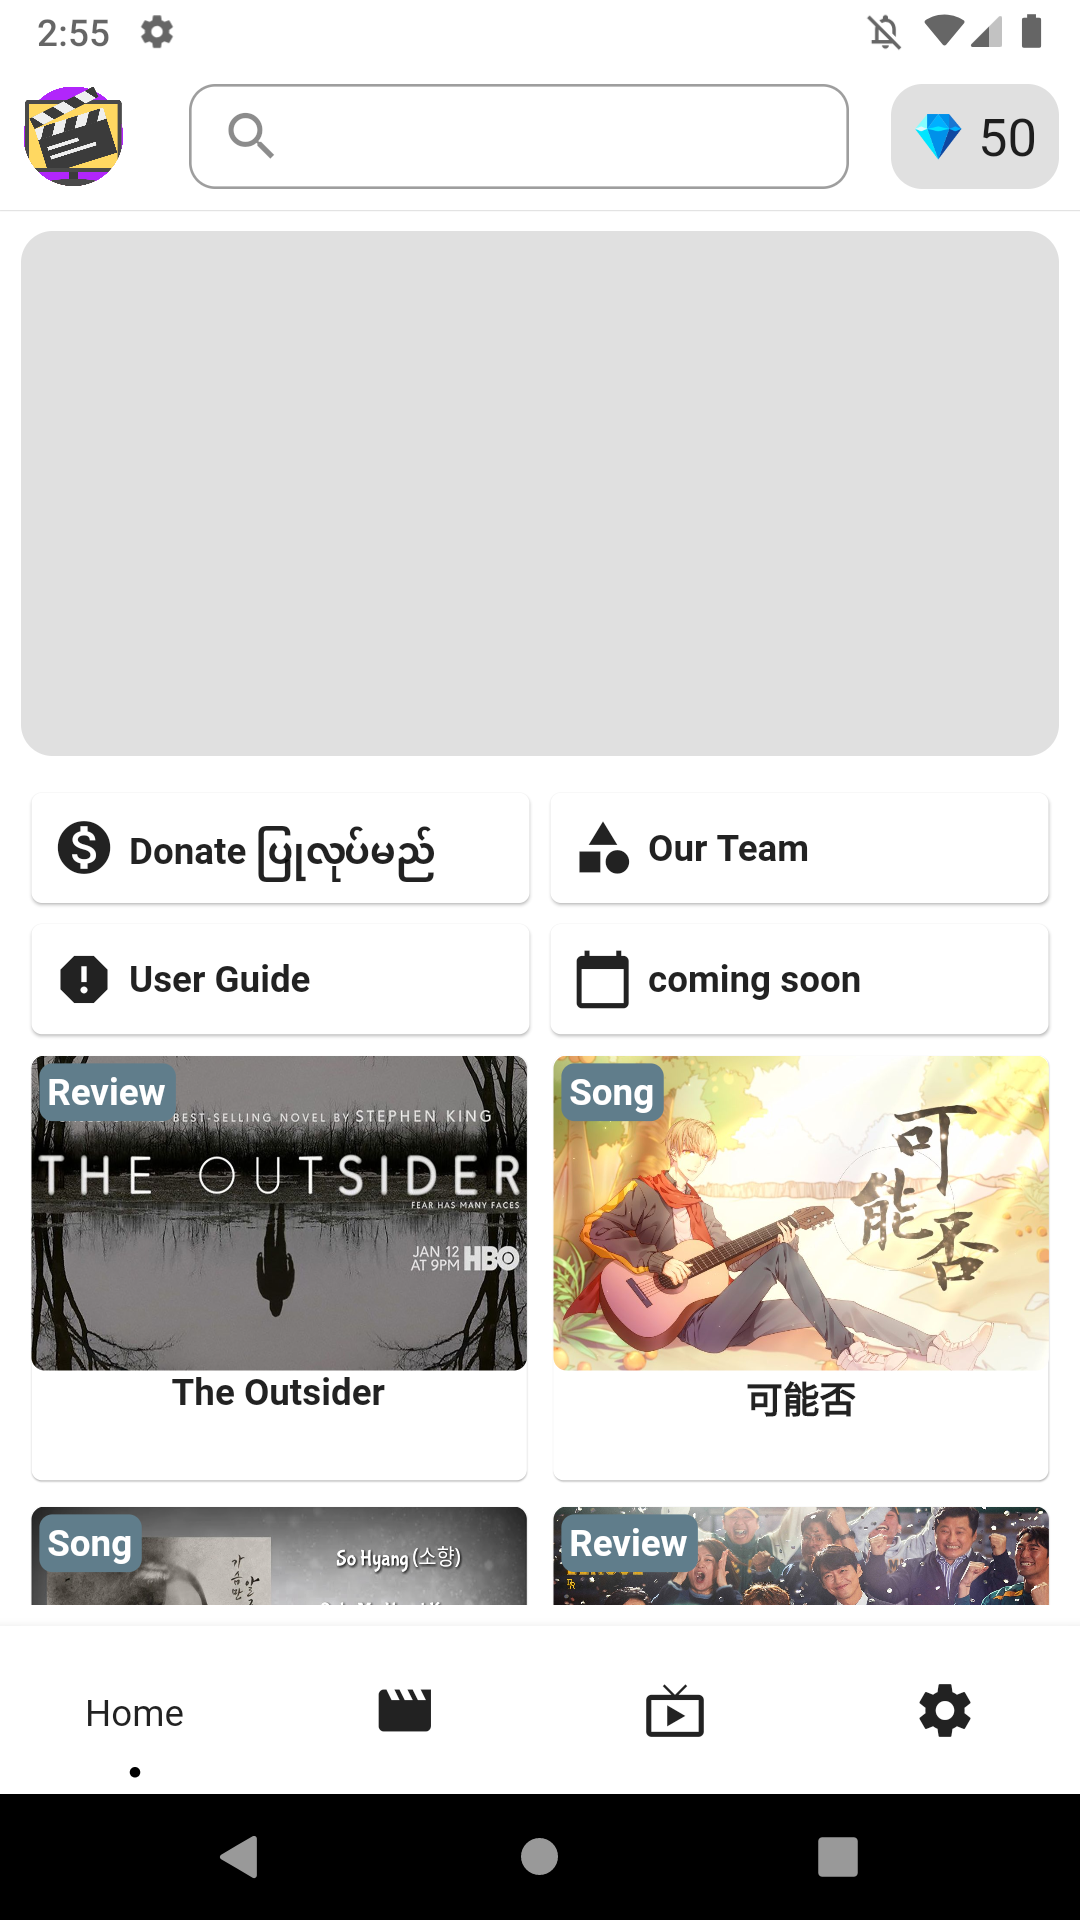 2:55
50
Donate ပြုလုပ်မည်
Our Team
User Guide
coming soon
Review
BEST-SELLING NOVEL BY STEPHEN KING
THE OUTSIDER
FEAR HAS MANY FACES
JAN 12
AT 9PM HBO
The Outsider
Song
可能否
可能否
Song
So Hyang (소향)
Review
Home